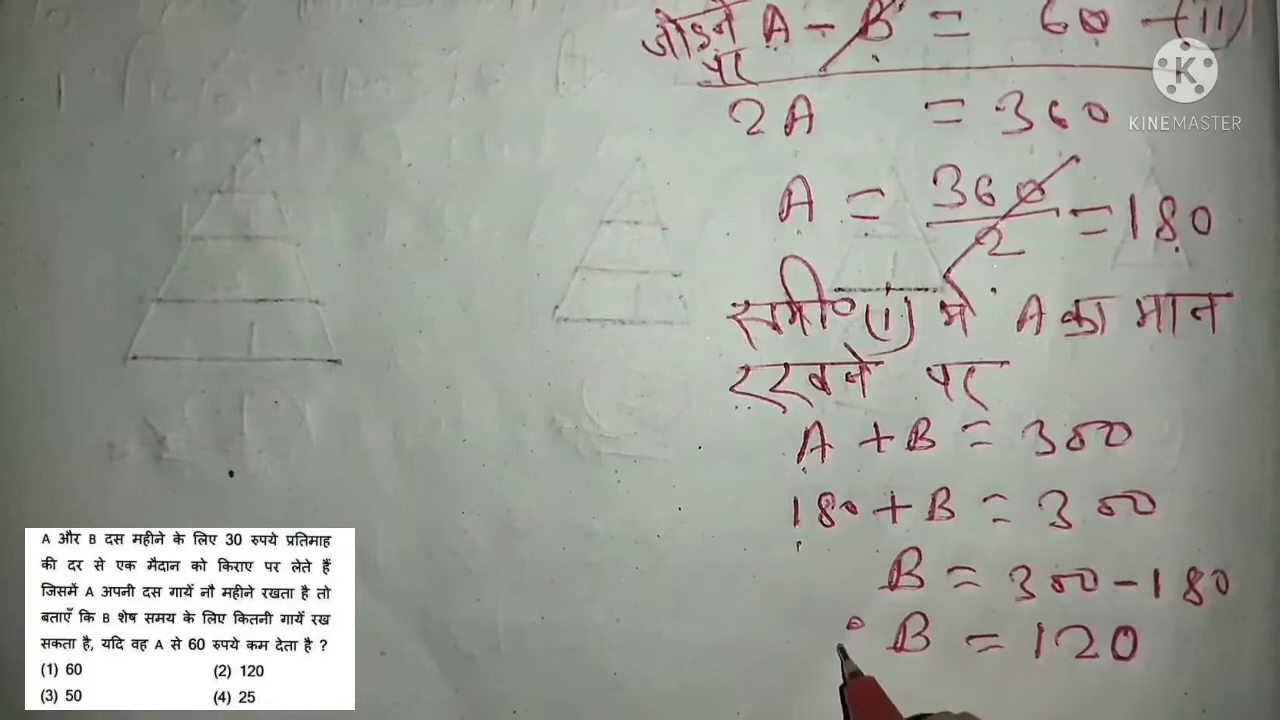 जोड़ने A - B = 60 -(ii)
पर
2A = 360
A = 360/2 = 180
समी० (i) में A का मान
रखने पर
A + B = 300
180 + B = 300
B = 300 - 180
B = 120
KINEMASTER
A और B दस महीने के लिए 30 रुपये प्रतिमाह
की दर से एक मैदान को किराए पर लेते हैं
जिसमें A अपनी दस गायें नौ महीने रखता है तो
बताएँ कि B शेष समय के लिए कितनी गायें रख
सकता है, यदि वह A से 60 रुपये कम देता है ?
(1) 60 (2) 120
(3) 50 (4) 25